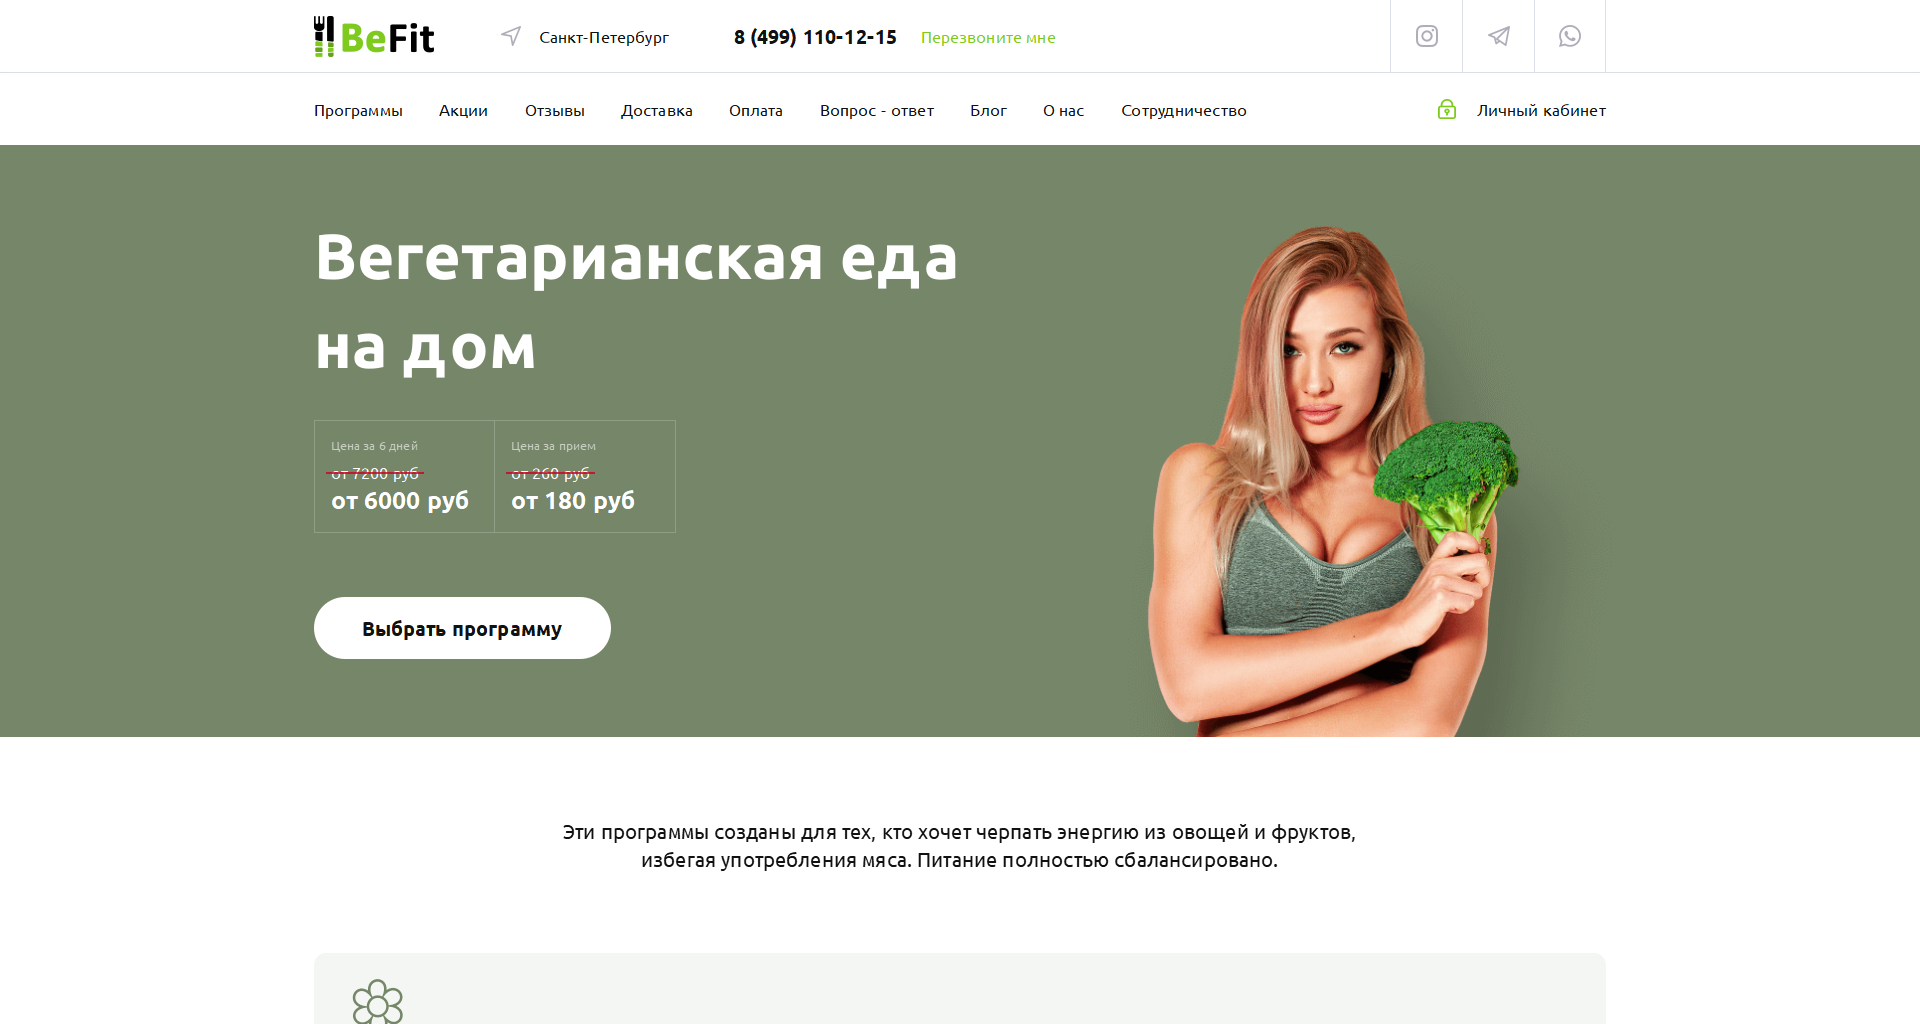 BeFit
Санкт-Петербург
8 (499) 110-12-15
Перезвоните мне
Программы
Акции
Отзывы
Доставка
Оплата
Вопрос - ответ
Блог
О нас
Сотрудничество
Личный кабинет
Вегетарианская еда
на дом
Цена за 6 дней
от 7200 руб
от 6000 руб
Цена за прием
от 260 руб
от 180 руб
Выбрать программу
Эти программы созданы для тех, кто хочет черпать энергию из овощей и фруктов,
избегая употребления мяса. Питание полностью сбалансировано.